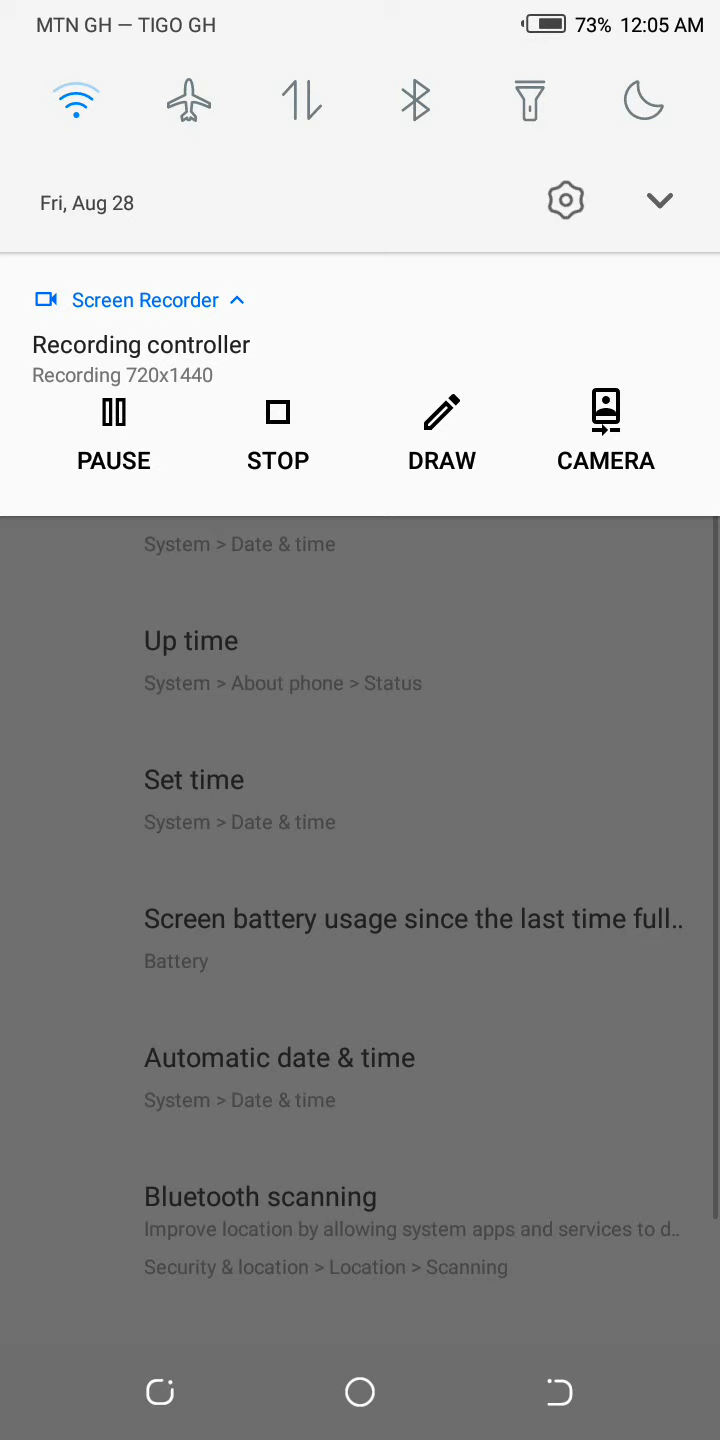 MTN GH — TIGO GH 73% 12:05 AM
Fri, Aug 28
Screen Recorder
Recording controller
Recording 720x1440
PAUSE STOP DRAW CAMERA
System > Date & time
Up time
System > About phone > Status
Set time
System > Date & time
Screen battery usage since the last time full..
Battery
Automatic date & time
System > Date & time
Bluetooth scanning
Improve location by allowing system apps and services to d..
Security & location > Location > Scanning